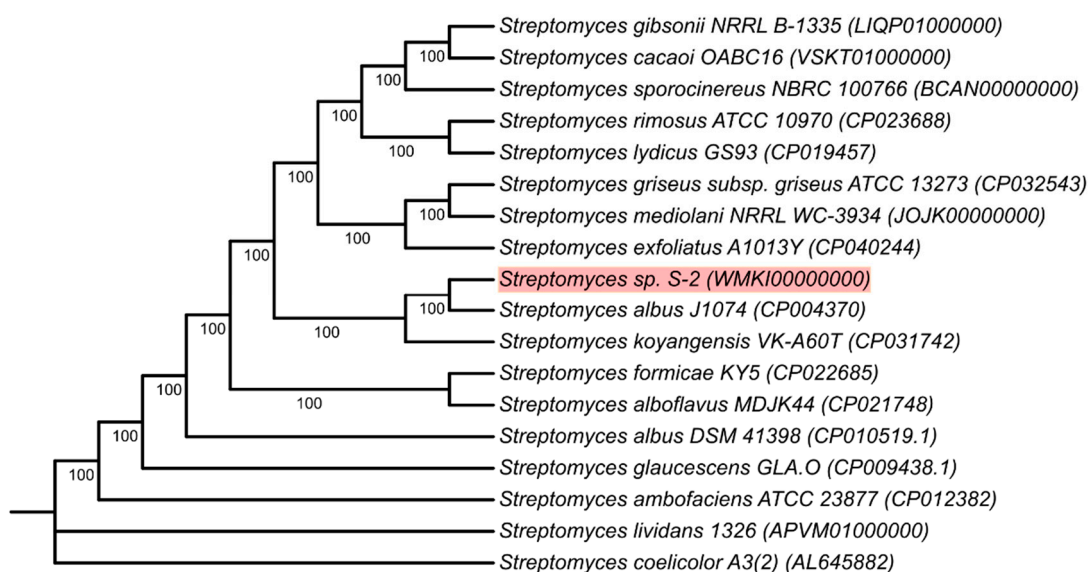 Streptomyces gibsonii NRRL B-1335 (LIQP01000000)
100
Streptomyces cacaoi OABC16 (VSKT01000000)
100
Streptomyces sporocinereus NBRC 100766 (BCAN00000000)
100
Streptomyces rimosus ATCC 10970 (CP023688)
100
Streptomyces lydicus GS93 (CP019457)
100
Streptomyces griseus subsp. griseus ATCC 13273 (CP032543)
100
Streptomyces mediolani NRRL WC-3934 (JOJK00000000)
100
Streptomyces exfoliatus A1013Y (CP040244)
100
Streptomyces sp. S-2 (WMKI00000000)
100
Streptomyces albus J1074 (CP004370)
100
100
Streptomyces koyangensis VK-A60T (CP031742)
Streptomyces formicae KY5 (CP022685)
100
100
Streptomyces alboflavus MDJK44 (CP021748)
100
Streptomyces albus DSM 41398 (CP010519.1)
Streptomyces glaucescens GLA.O (CP009438.1)
100
Streptomyces ambofaciens ATCC 23877 (CP012382)
Streptomyces lividans 1326 (APVM01000000)
Streptomyces coelicolor A3(2) (AL645882)